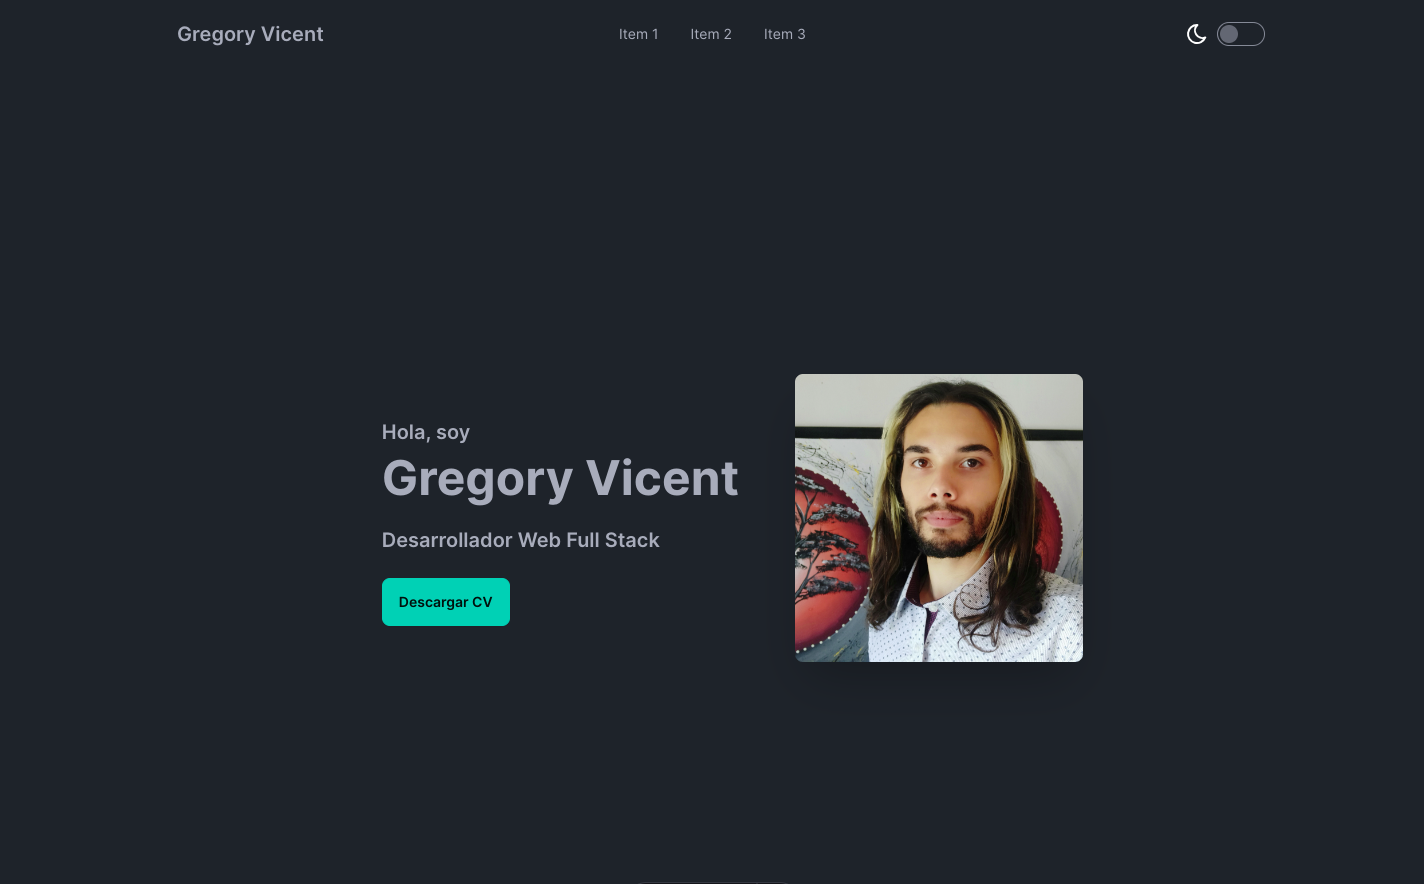 Gregory Vicent
Item 1
Item 2
Item 3
Hola, soy
Gregory Vicent
Desarrollador Web Full Stack
Descargar CV